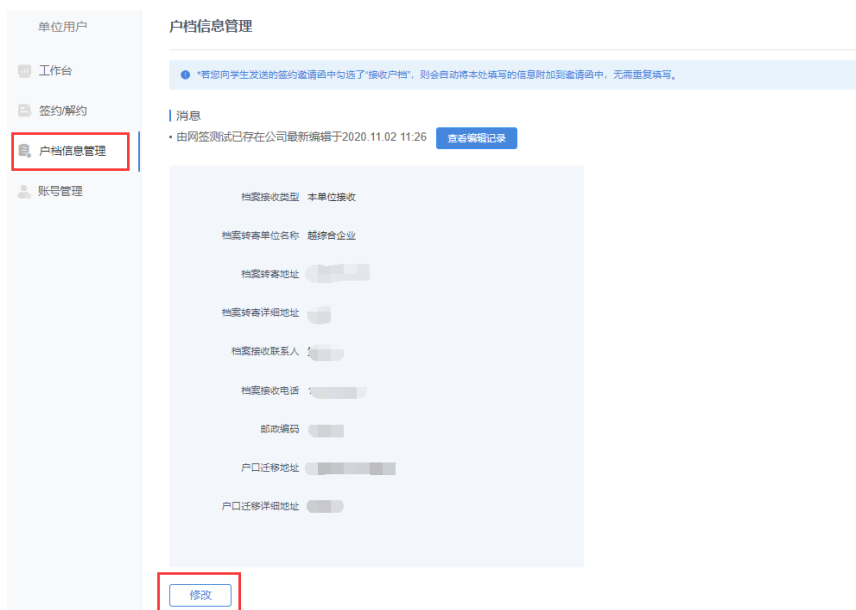 单位用户
工作台
签约/解约
户档信息管理
账号管理
户档信息管理
*若您向学生发送的签约邀请函中勾选了“接收户档”，则会自动将本处填写的信息附加到邀请函中，无需重复填写。
消息
• 由网签测试已存在公司最新编辑于2020.11.02 11:26 查看编辑记录
档案接收类型 本单位接收
档案转寄单位名称 越综合企业
档案转寄地址
档案转寄详细地址
档案接收联系人
档案接收电话
邮政编码
户口迁移地址
户口迁移详细地址
修改